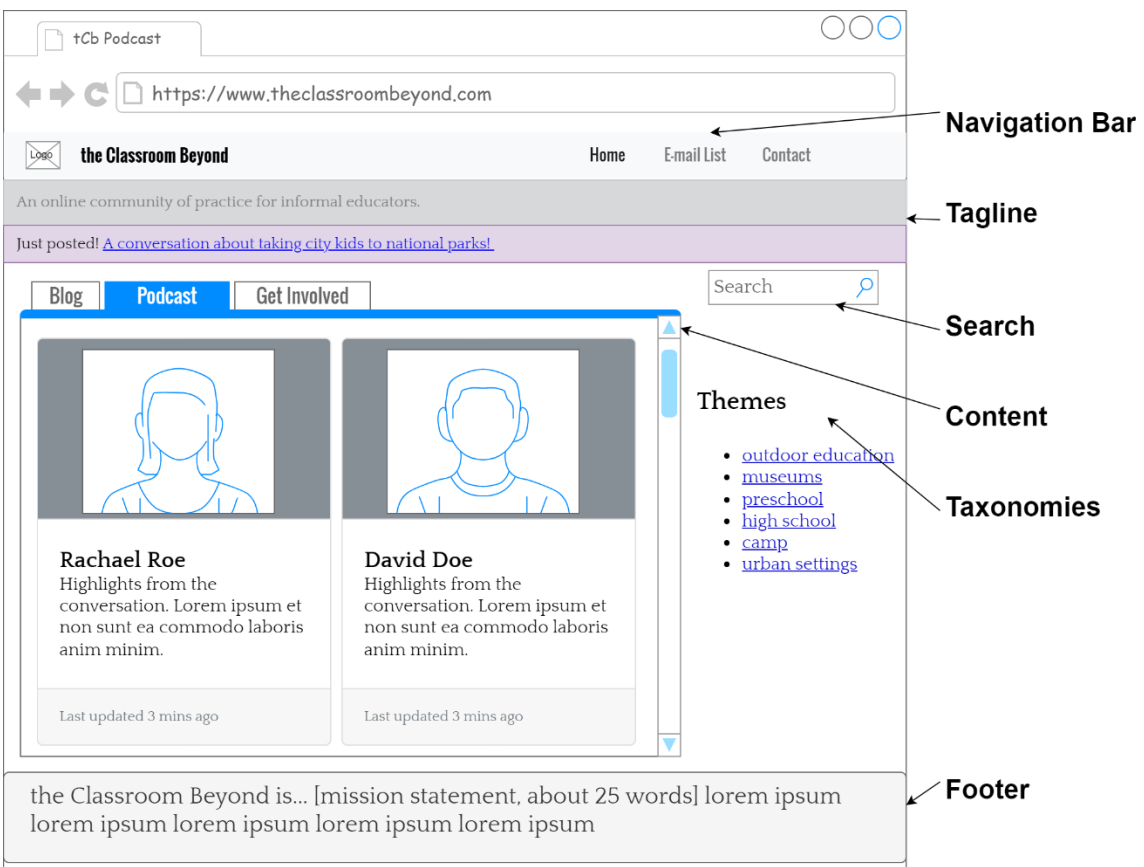 tCb Podcast
https://www.theclassroombeyond.com
Navigation Bar
Logo
the Classroom Beyond
Home
E-mail List
Contact
An online community of practice for informal educators.
Tagline
Just posted! A conversation about taking city kids to national parks!
Blog
Podcast
Get Involved
Search
Search
Content
Themes
outdoor education
museums
preschool
high school
camp
urban settings
Taxonomies
Rachael Roe
Highlights from the
conversation. Lorem ipsum et
non sunt ea commodo laboris
anim minim.
Last updated 3 mins ago
David Doe
Highlights from the
conversation. Lorem ipsum et
non sunt ea commodo laboris
anim minim.
Last updated 3 mins ago
the Classroom Beyond is... [mission statement, about 25 words] lorem ipsum
lorem ipsum lorem ipsum lorem ipsum lorem ipsum
Footer